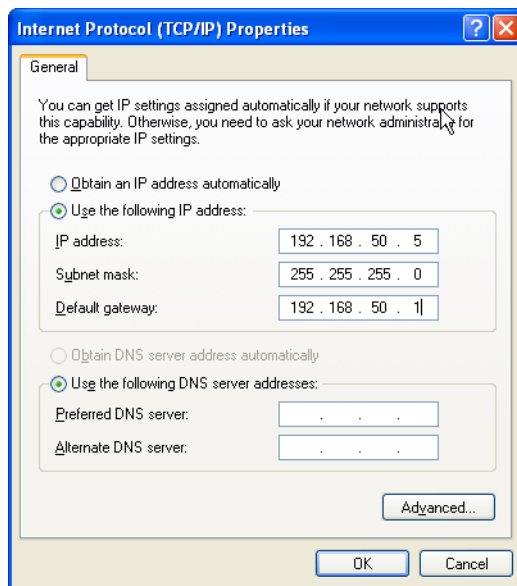 Internet Protocol (TCP/IP) Properties
General
You can get IP settings assigned automatically if your network supports
this capability. Otherwise, you need to ask your network administrator for
the appropriate IP settings.
Obtain an IP address automatically
Use the following IP address:
IP address: 192 . 168 . 50 . 5
Subnet mask: 255 . 255 . 255 . 0
Default gateway: 192 . 168 . 50 . 1
Obtain DNS server address automatically
Use the following DNS server addresses:
Preferred DNS server: . . .
Alternate DNS server: . . .
Advanced...
OK Cancel